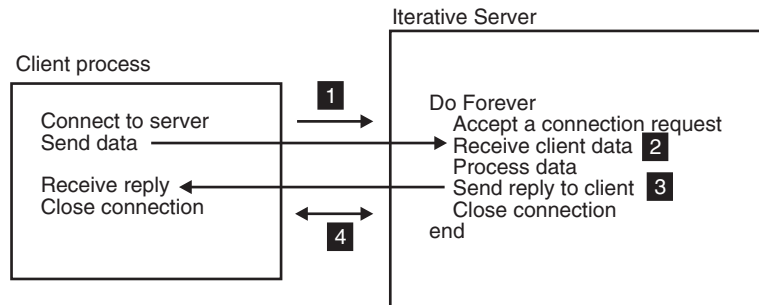 Iterative Server
Client process
1
Connect to server
Send data
Receive reply
Close connection
4
Do Forever
Accept a connection request
Receive client data 2
Process data
Send reply to client 3
Close connection
end